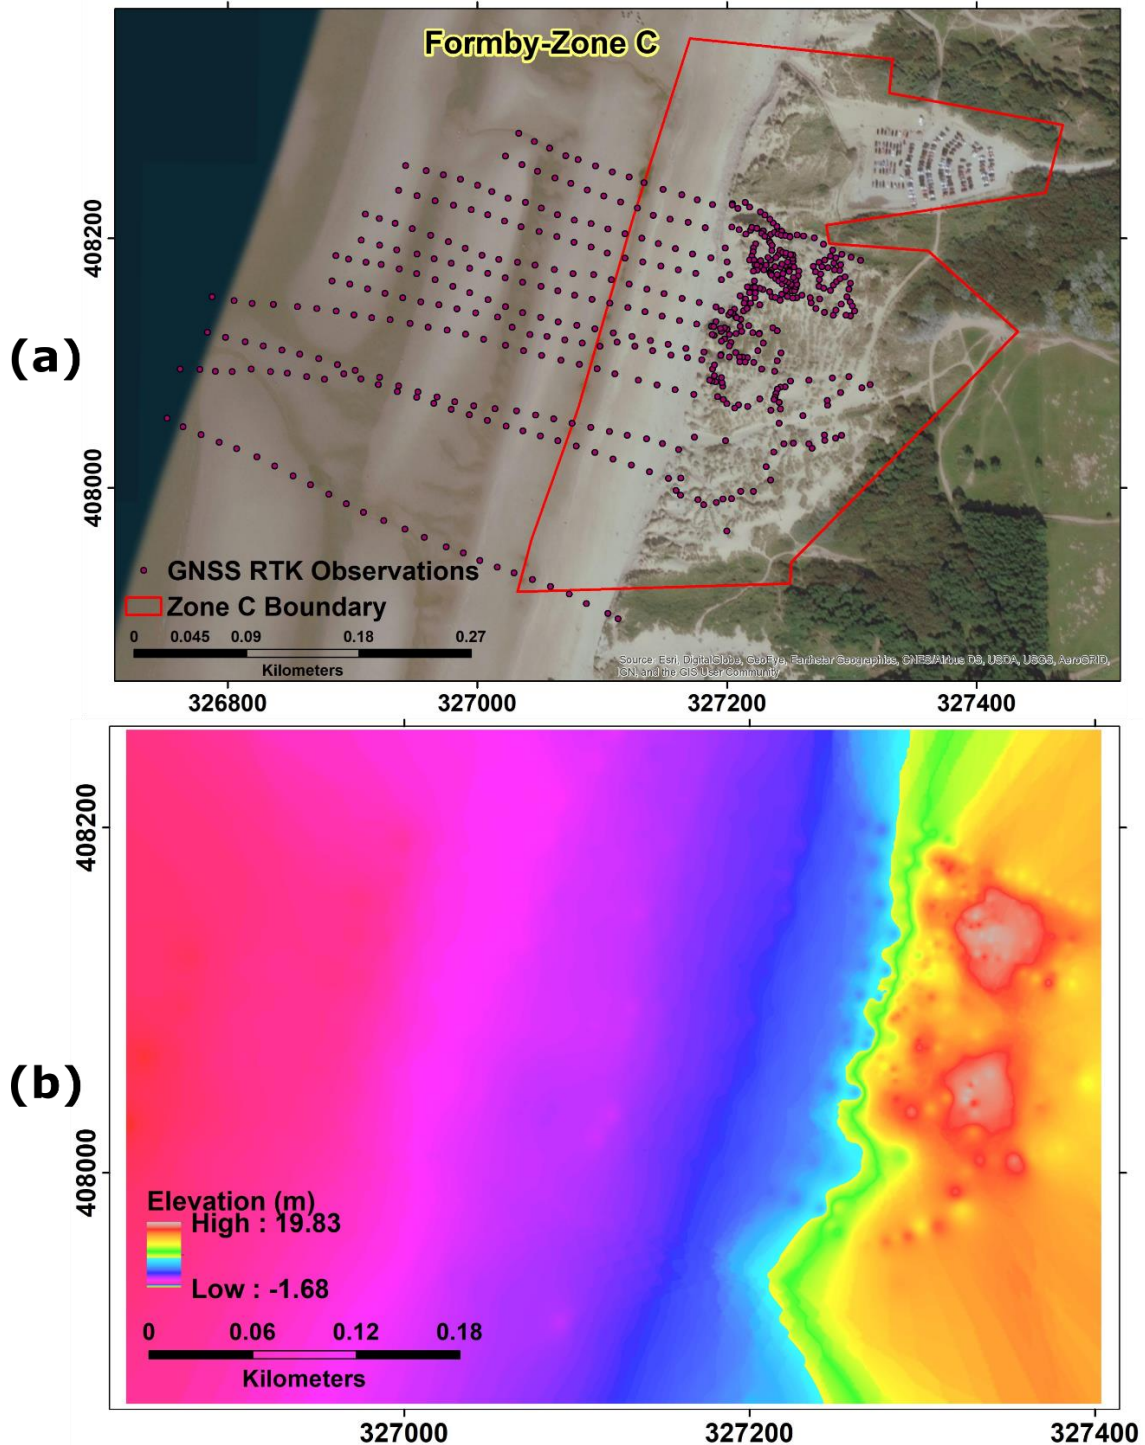 Formby-Zone C
408200
(a)
408000
GNSS RTK Observations
Zone C Boundary
0 0.045 0.09 0.18 0.27
Kilometers
Source: Esri, DigitalGlobe, GeoEye, Earthstar Geographics, CNES/Airbus DS, USDA, USGS, AeroGRID,
IGN, and the GIS User Community
326800 327000 327200 327400
408200
(b)
408000
Elevation (m)
High : 19.83
Low : -1.68
0 0.06 0.12 0.18
Kilometers
327000 327200 327400